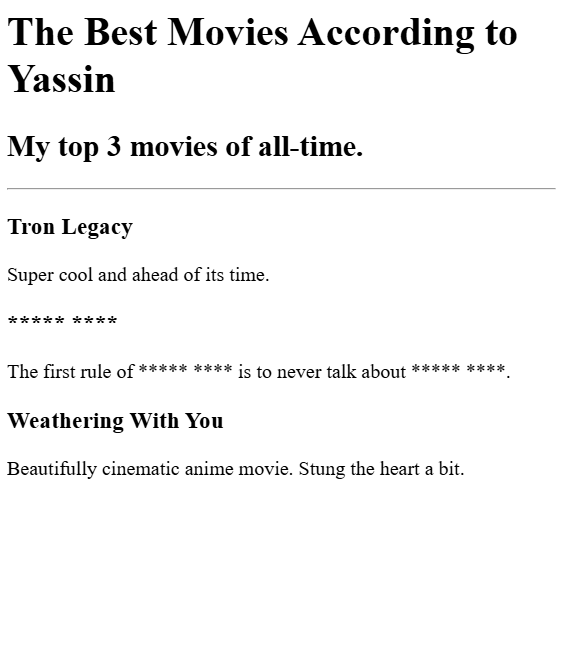 The Best Movies According to
Yassin
My top 3 movies of all-time.
Tron Legacy
Super cool and ahead of its time.
***** ****
The first rule of ***** **** is to never talk about ***** ****.
Weathering With You
Beautifully cinematic anime movie. Stung the heart a bit.